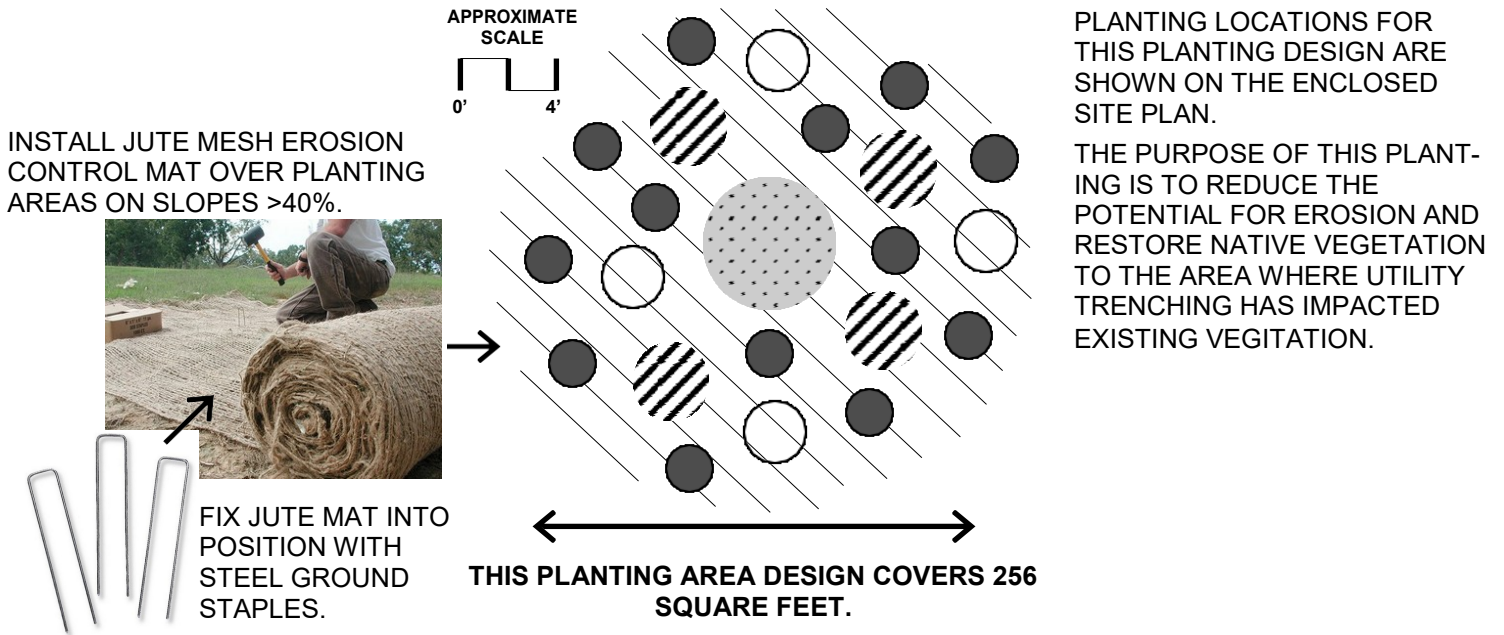 APPROXIMATE
SCALE
0' 4'
INSTALL JUTE MESH EROSION
CONTROL MAT OVER PLANTING
AREAS ON SLOPES >40%.
FIX JUTE MAT INTO
POSITION WITH
STEEL GROUND
STAPLES.
THIS PLANTING AREA DESIGN COVERS 256
SQUARE FEET.
PLANTING LOCATIONS FOR
THIS PLANTING DESIGN ARE
SHOWN ON THE ENCLOSED
SITE PLAN.
THE PURPOSE OF THIS PLANT-
ING IS TO REDUCE THE
POTENTIAL FOR EROSION AND
RESTORE NATIVE VEGETATION
TO THE AREA WHERE UTILITY
TRENCHING HAS IMPACTED
EXISTING VEGITATION.